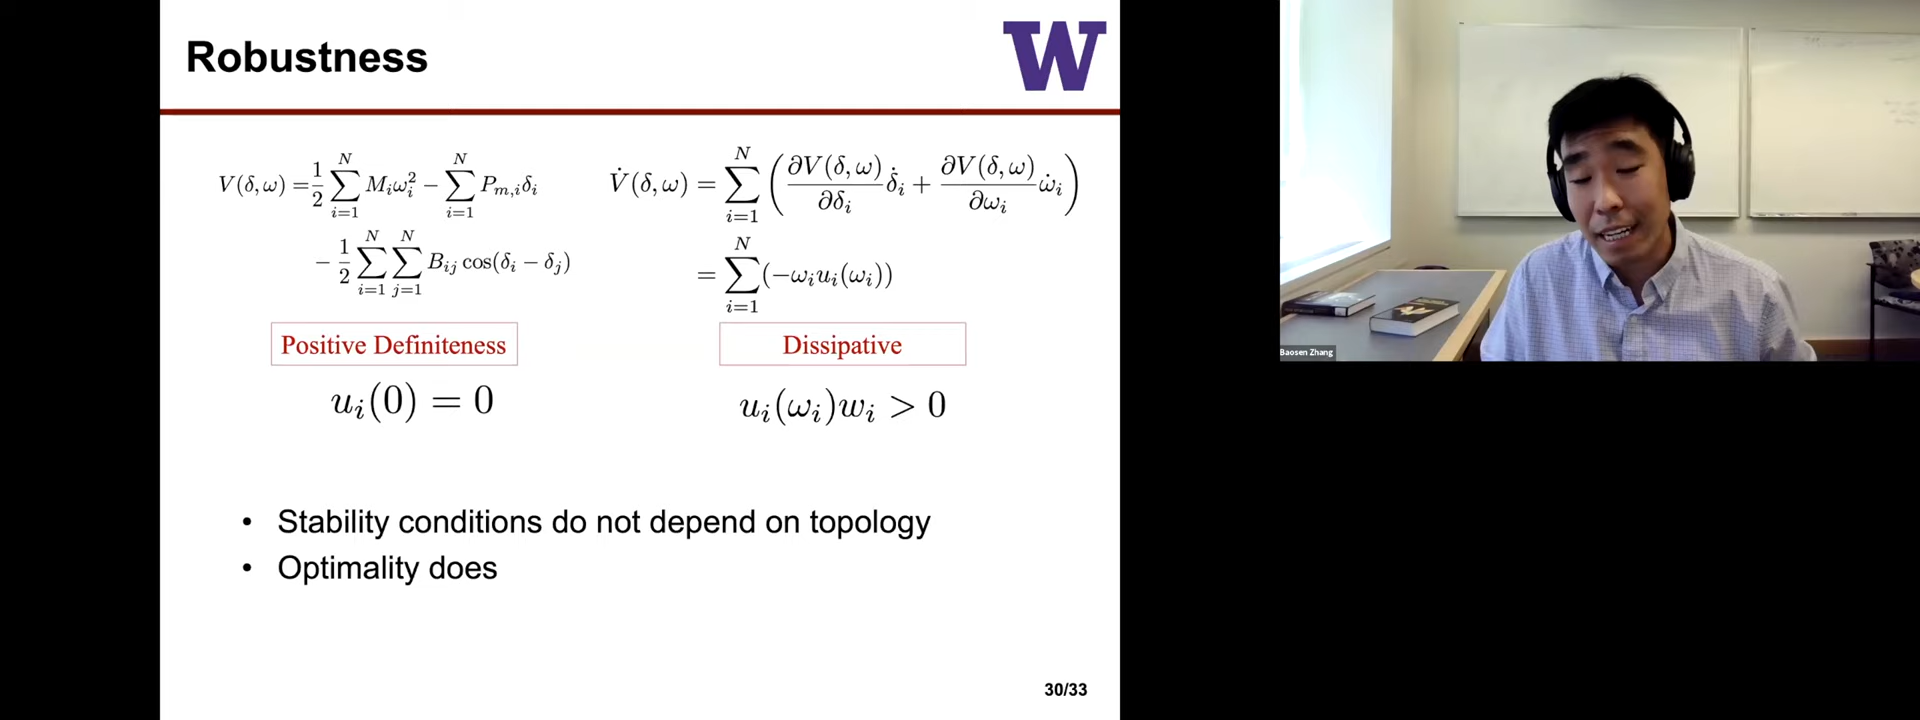 Robustness
W
V(δ, ω) = 1/2 ∑_{i=1}^{N} M_i ω_i^2 − ∑_{i=1}^{N} P_{m,i} δ_i
− 1/2 ∑_{i=1}^{N} ∑_{j=1}^{N} B_{ij} cos(δ_i − δ_j)
V̇(δ, ω) = ∑_{i=1}^{N} ( ∂V(δ, ω)/∂δ_i δ̇_i + ∂V(δ, ω)/∂ω_i ω̇_i )
= ∑_{i=1}^{N} (−ω_i u_i(ω_i))
Positive Definiteness
u_i(0) = 0
Dissipative
u_i(ω_i)w_i > 0
• Stability conditions do not depend on topology
• Optimality does
30/33
Baosen Zhang